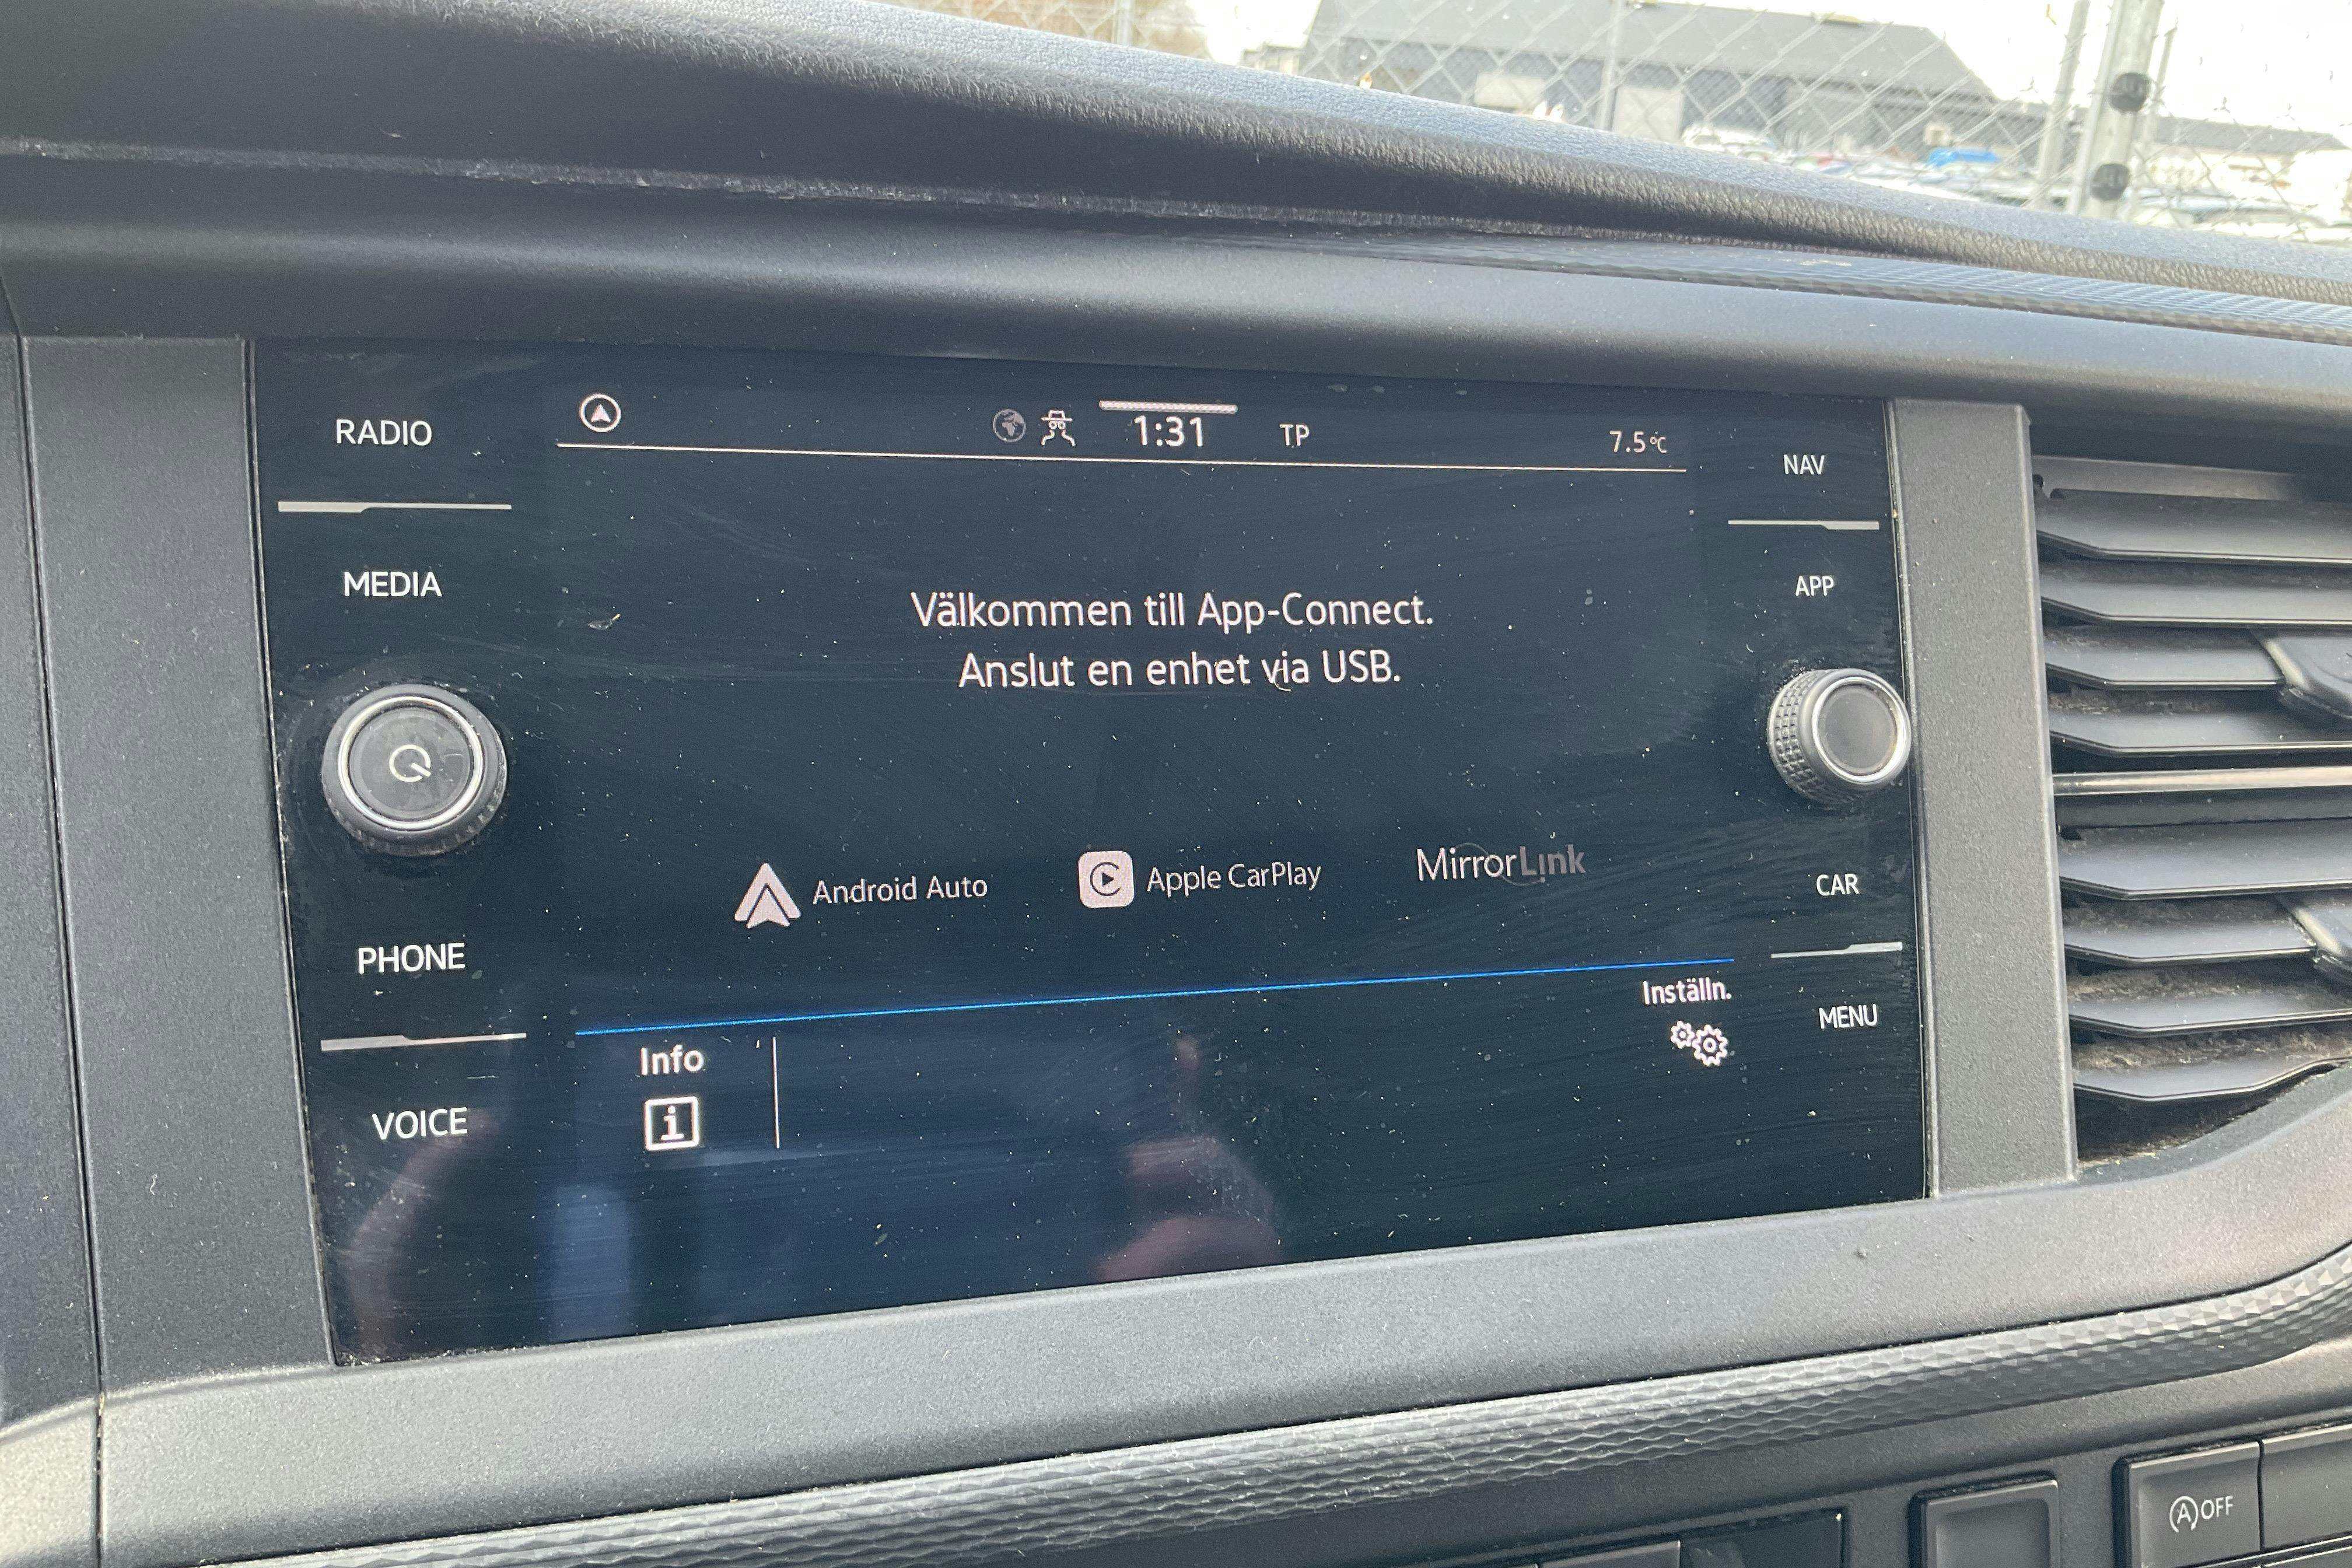 RADIO
MEDIA
PHONE
VOICE
1:31 TP 7.5°C
Välkommen till App-Connect.
Anslut en enhet via USB.
Android Auto Apple CarPlay MirrorLink
Info
i
Inställn.
NAV
APP
CAR
MENU
A OFF